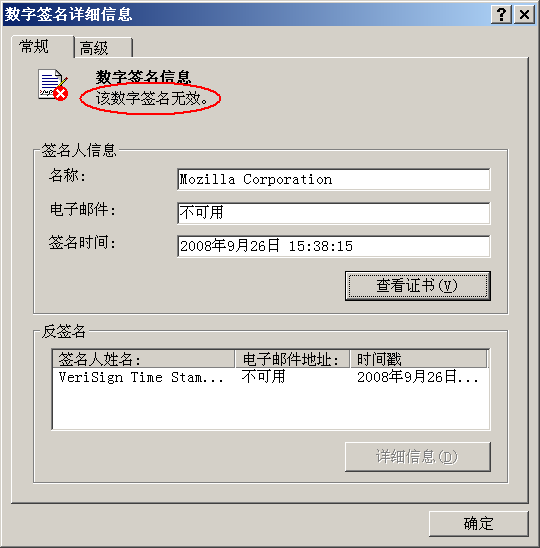 数字签名详细信息
常规 高级
数字签名信息
该数字签名无效。
签名人信息
名称: Mozilla Corporation
电子邮件: 不可用
签名时间: 2008年9月26日 15:38:15
查看证书(V)
反签名
签名人姓名: 电子邮件地址: 时间戳
VeriSign Time Stam... 不可用 2008年9月26日...
详细信息(D)
确定